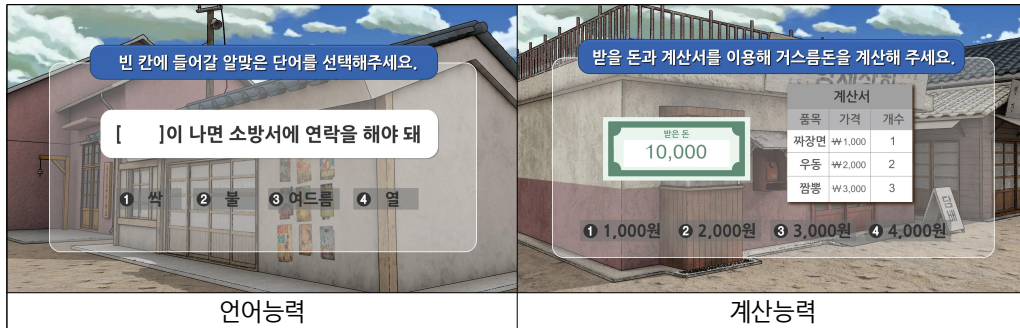 빈 칸에 들어갈 알맞은 단어를 선택해주세요.
[ ]이 나면 소방서에 연락을 해야 돼
❶ 싹 ❷ 불 ❸ 여드름 ❹ 열
언어능력
받을 돈과 계산서를 이용해 거스름돈을 계산해 주세요.
계산서
품목 가격 개수
짜장면 ₩1,000 1
우동 ₩2,000 2
짬뽕 ₩3,000 3
받은 돈
10,000
❶ 1,000원 ❷ 2,000원 ❸ 3,000원 ❹ 4,000원
담배
계산능력